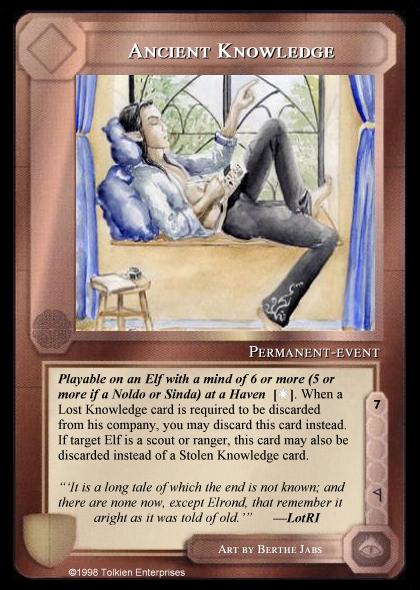 Ancient Knowledge
Permanent-event
Playable on an Elf with a mind of 6 or more (5 or
more if a Noldo or Sinda) at a Haven [☀]. When a
Lost Knowledge card is required to be discarded
from his company, you may discard this card instead.
If target Elf is a scout or ranger, this card may also be
discarded instead of a Stolen Knowledge card.
“‘It is a long tale of which the end is not known; and
there are none now, except Elrond, that remember it
aright as it was told of old.’” —LotRI
7
Art by Berthe Jabs
©1998 Tolkien Enterprises